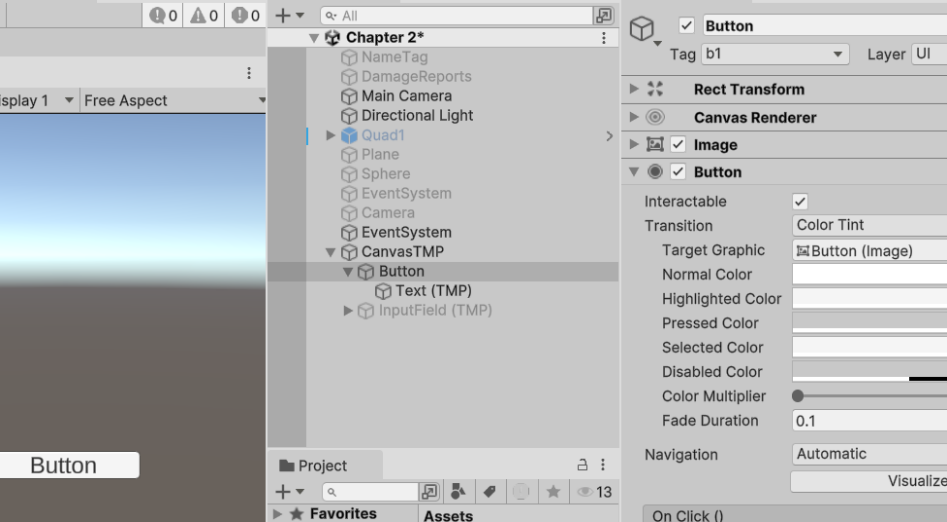 0 0 0
isplay 1 Free Aspect
Button
All
Chapter 2*
NameTag
DamageReports
Main Camera
Directional Light
Quad1
Plane
Sphere
EventSystem
Camera
EventSystem
CanvasTMP
Button
Text (TMP)
InputField (TMP)
Project
13
Favorites
Assets
Button
Tag b1 Layer UI
Rect Transform
Canvas Renderer
Image
Button
Interactable
Transition Color Tint
Target Graphic Button (Image)
Normal Color
Highlighted Color
Pressed Color
Selected Color
Disabled Color
Color Multiplier
Fade Duration 0.1
Navigation Automatic
Visualize
On Click ()